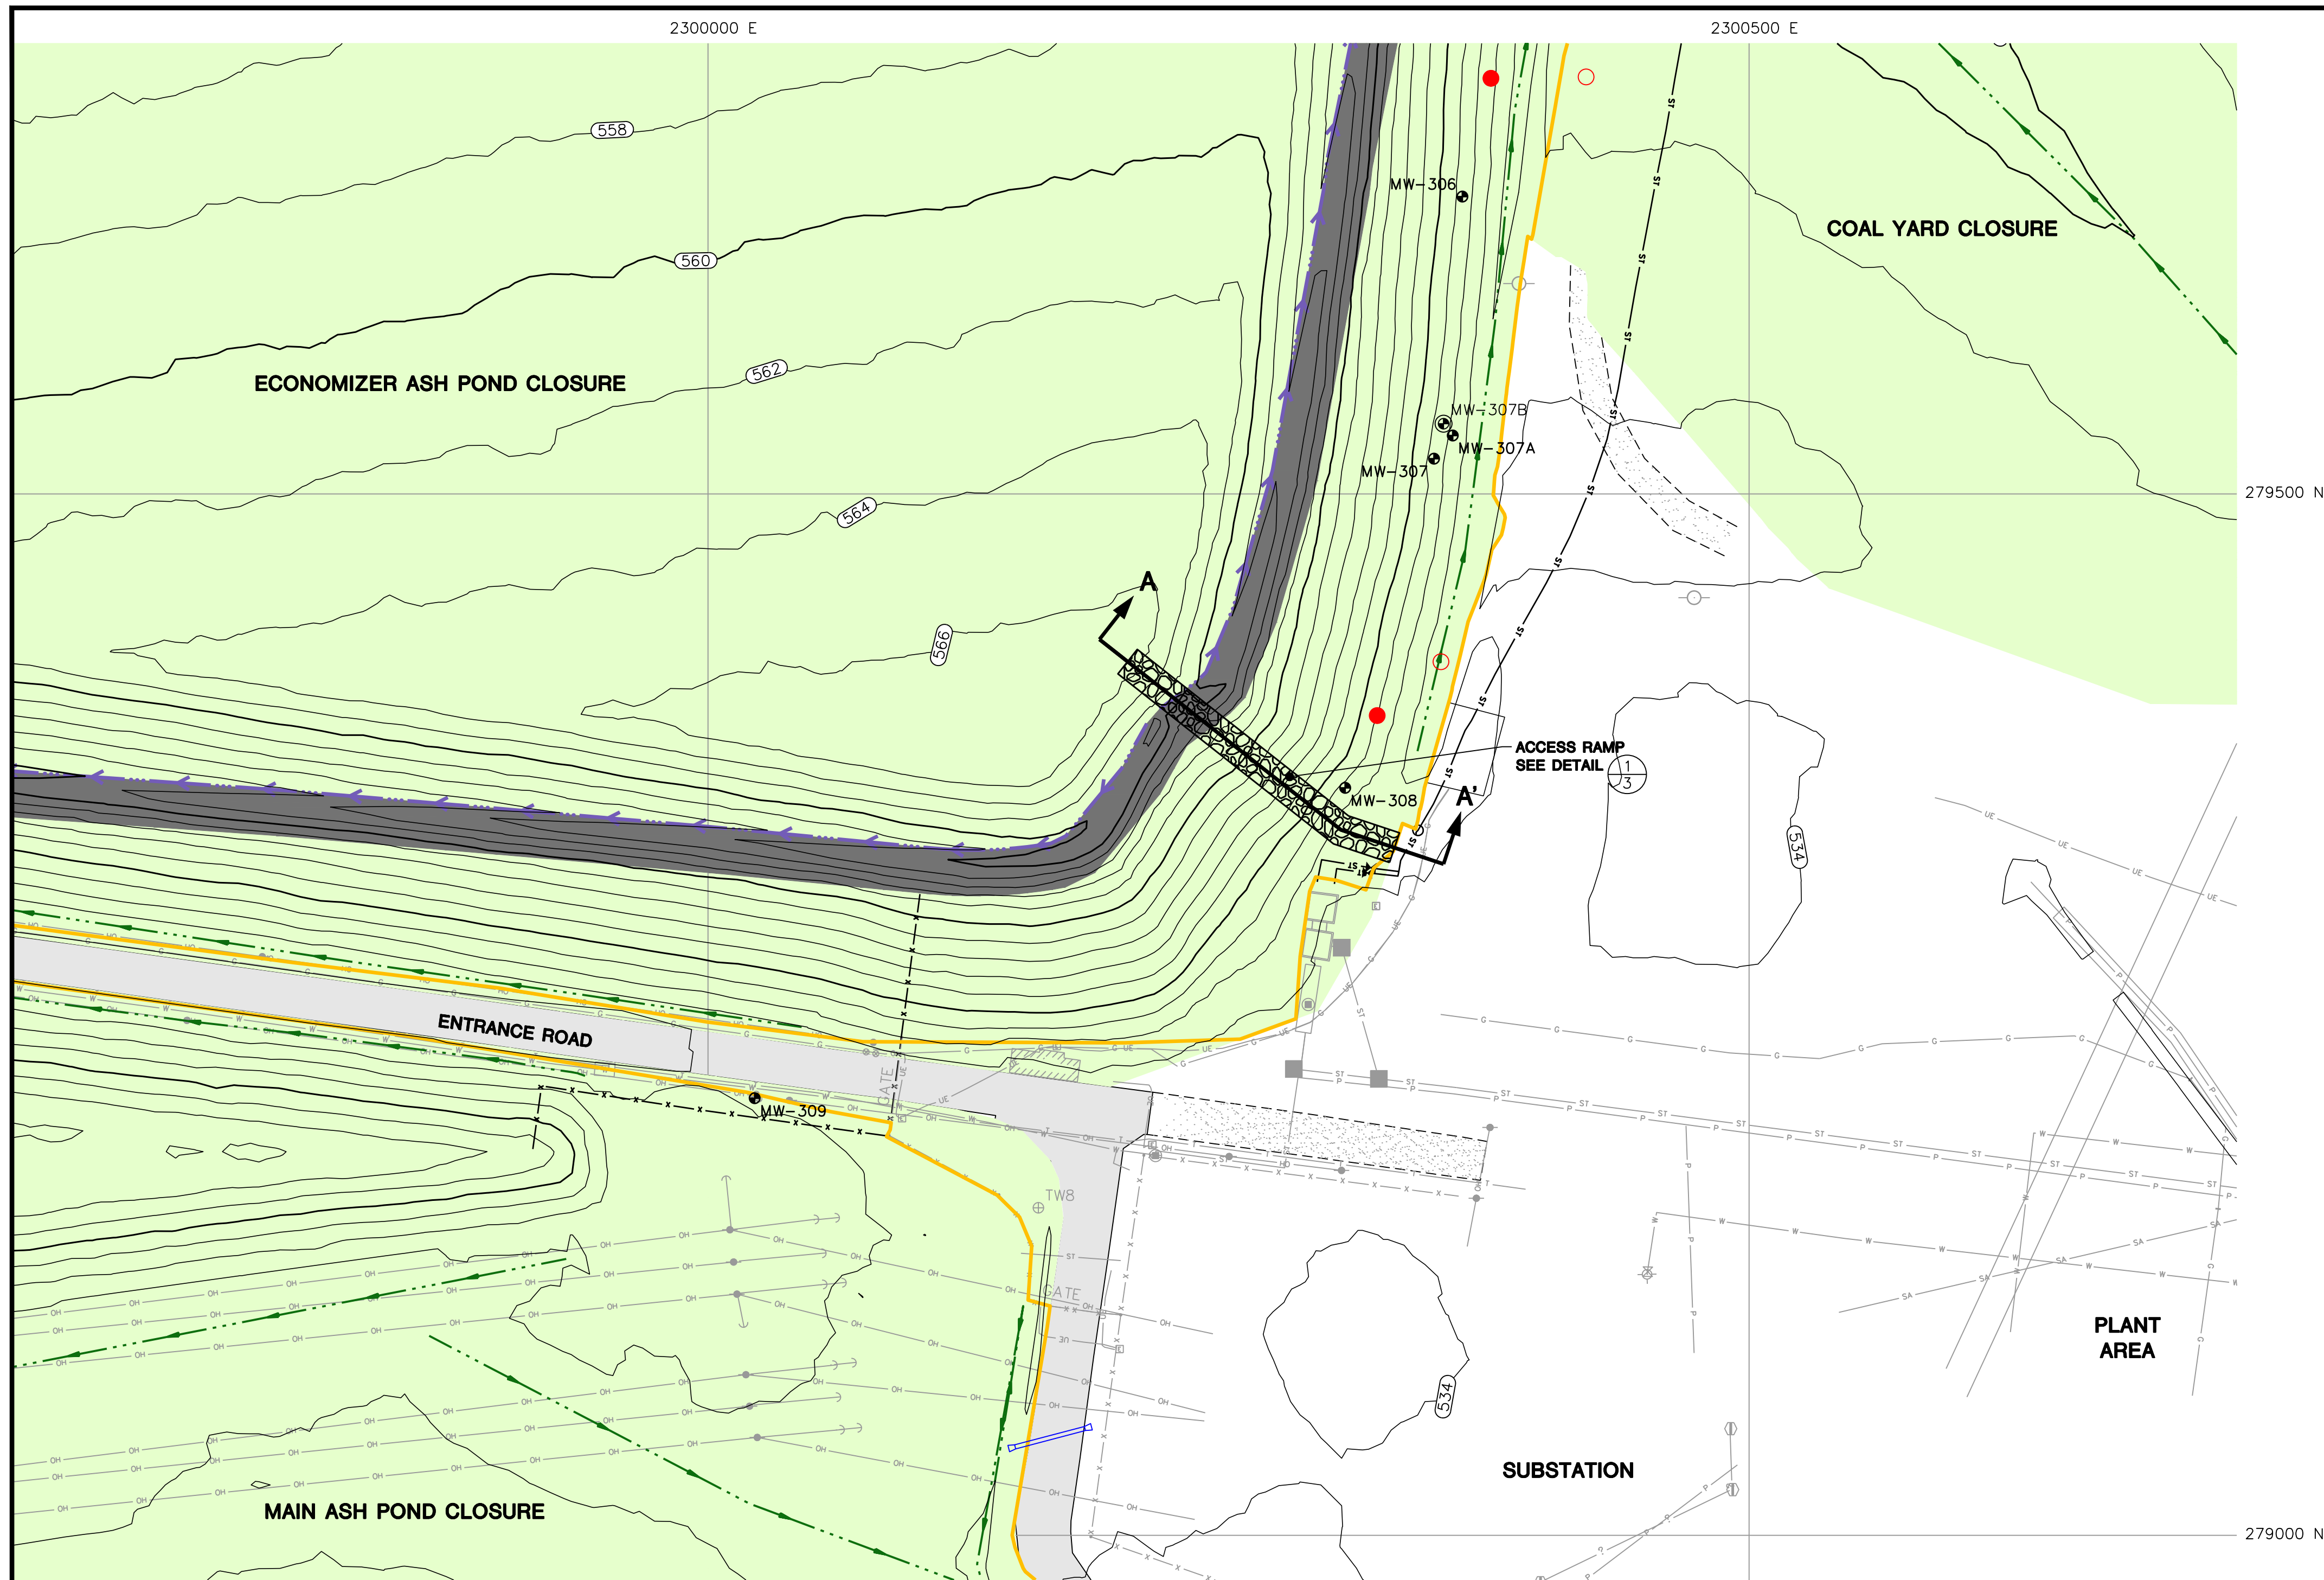 2300000 E
2300500 E
558
MW-306
COAL YARD CLOSURE
560
562
ECONOMIZER ASH POND CLOSURE
MW-307B
MW-307A
MW-307
279500 N
564
A
566
ACCESS RAMP
SEE DETAIL
1
3
A'
MW-308
534
ENTRANCE ROAD
GATE
MW-309
TW8
GATE
PLANT
AREA
534
SUBSTATION
MAIN ASH POND CLOSURE
279000 N